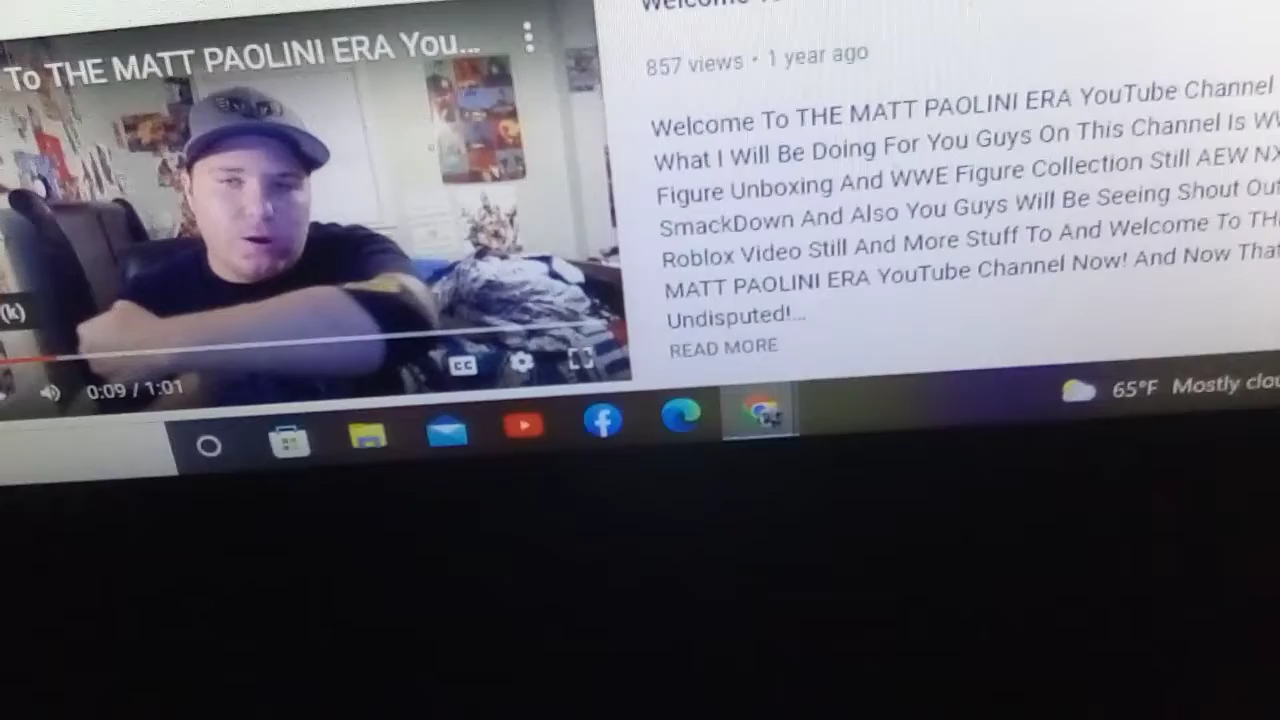 To THE MATT PAOLINI ERA You...
Welcome
857 views • 1 year ago
Welcome To THE MATT PAOLINI ERA YouTube Channel
What I Will Be Doing For You Guys On This Channel Is
Figure Unboxing And WWE Figure Collection Still AEW
SmackDown And Also You Guys Will Be Seeing Shout
Roblox Video Still And More Stuff To And Welcome To
MATT PAOLINI ERA YouTube Channel Now! And Now
Undisputed!...
READ MORE
(k)
CC
0:09 / 1:01
65°F Mostly